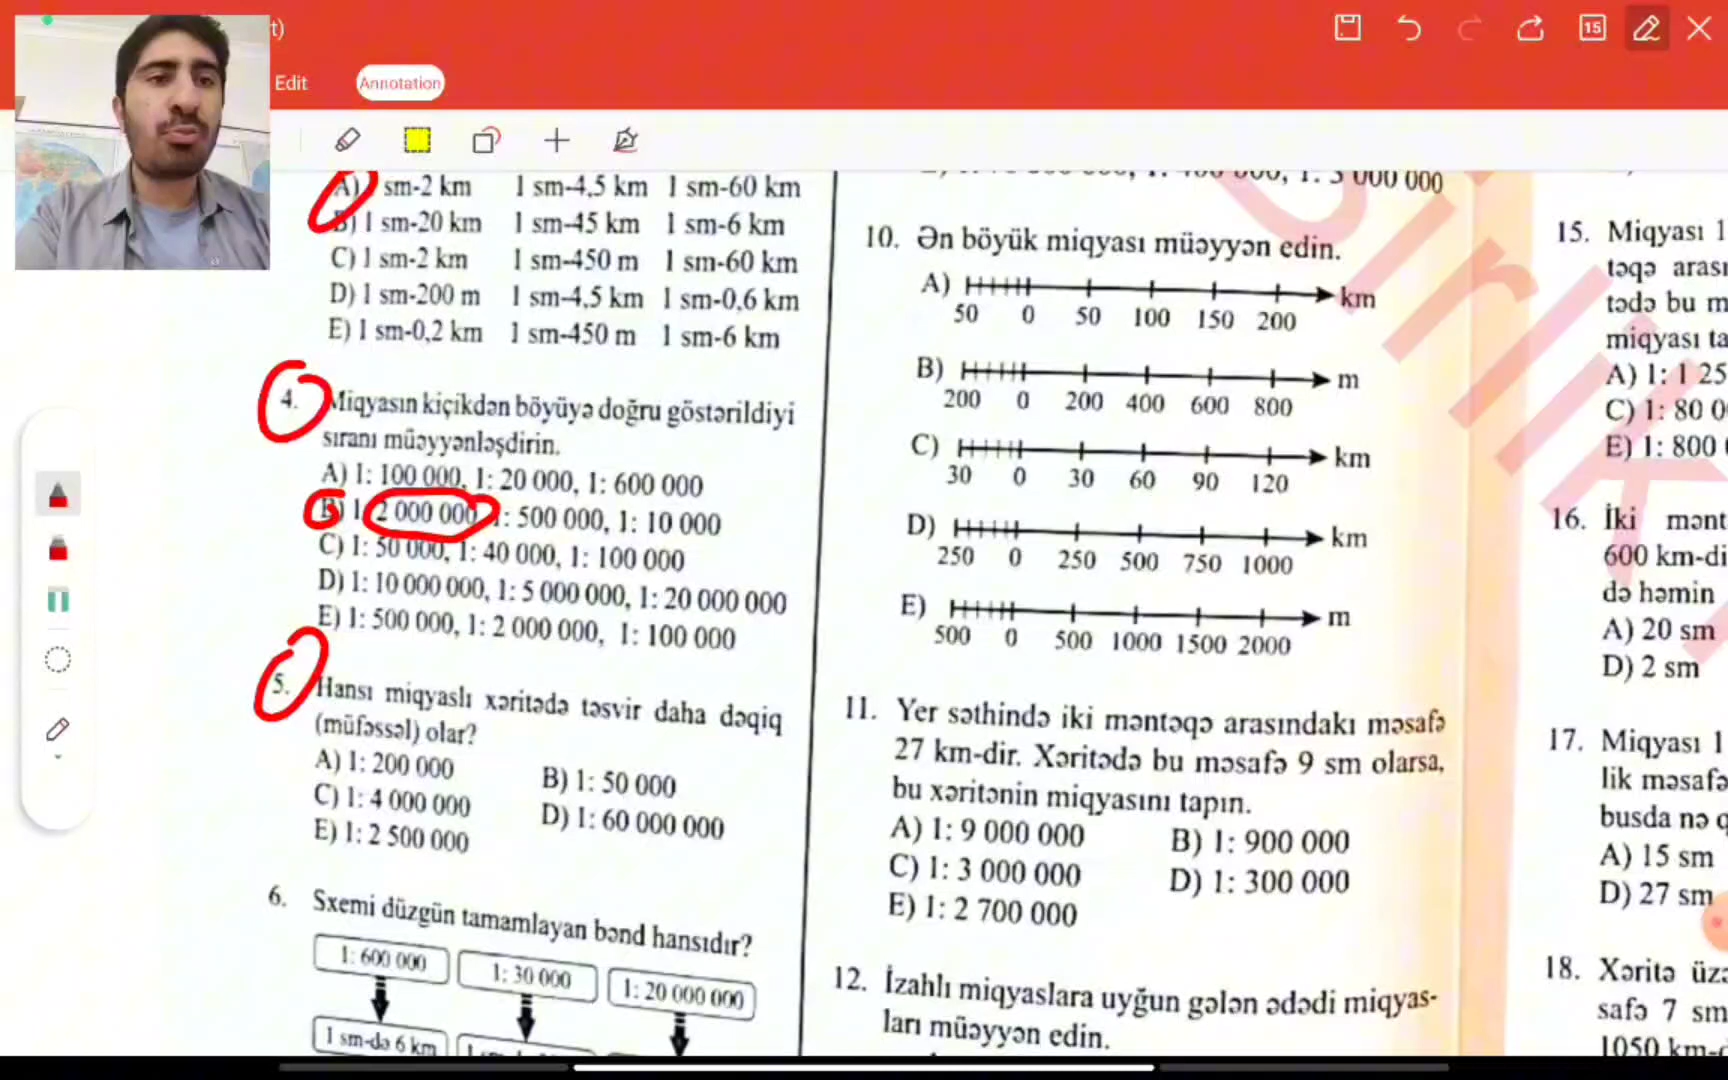 t)
Edit
Annotation
15
A) 1 sm-2 km 1 sm-4,5 km 1 sm-60 km
B) 1 sm-20 km 1 sm-45 km 1 sm-6 km
C) 1 sm-2 km 1 sm-450 m 1 sm-60 km
D) 1 sm-200 m 1 sm-4,5 km 1 sm-0,6 km
E) 1 sm-0,2 km 1 sm-450 m 1 sm-6 km
4. Miqyasın kiçikdən böyüyə doğru göstərildiyi
sıranı müəyyənləşdirin.
A) 1: 100 000, 1: 20 000, 1: 600 000
B) 1: 2 000 000, 1: 500 000, 1: 10 000
C) 1: 50 000, 1: 40 000, 1: 100 000
D) 1: 10 000 000, 1: 5 000 000, 1: 20 000 000
E) 1: 500 000, 1: 2 000 000, 1: 100 000
5. Hansı miqyaslı xəritədə təsvir daha dəqiq
(müfəssəl) olar?
A) 1: 200 000 B) 1: 50 000
C) 1: 4 000 000 D) 1: 60 000 000
E) 1: 2 500 000
6. Sxemi düzgün tamamlayan bənd hansıdır?
1: 600 000 1: 30 000 1: 20 000 000
1 sm-də 6 km
1: 3 000 000
10. Ən böyük miqyası müəyyən edin.
A) km
50 0 50 100 150 200
B) m
200 0 200 400 600 800
C) km
30 0 30 60 90 120
D) km
250 0 250 500 750 1000
E) m
500 0 500 1000 1500 2000
11. Yer səthində iki məntəqə arasındakı məsafə
27 km-dir. Xəritədə bu məsafə 9 sm olarsa,
bu xəritənin miqyasını tapın.
A) 1: 9 000 000 B) 1: 900 000
C) 1: 3 000 000 D) 1: 300 000
E) 1: 2 700 000
12. İzahlı miqyaslara uyğun gələn ədədi miqyas-
ları müəyyən edin.
15. Miqyası 1
təqə arası
tədə bu m
miqyası ta
A) 1: 1 25
C) 1: 80 0
E) 1: 800
16. İki mənt
600 km-di
də həmin
A) 20 sm
D) 2 sm
17. Miqyası 1
lik məsafə
busda nə q
A) 15 sm
D) 27 sm
18. Xəritə üzə
safə 7 sm
1050 km-d